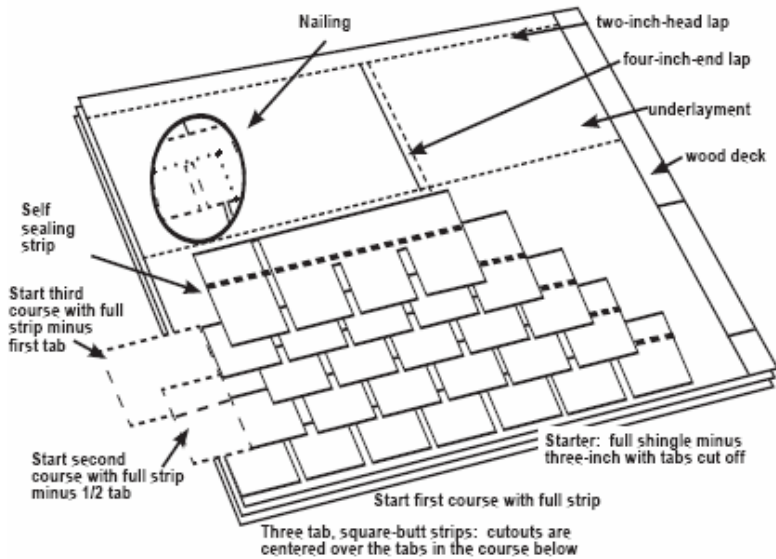 Nailing
two-inch-head lap
four-inch-end lap
underlayment
wood deck
Self
sealing
strip
Start third
course with full
strip minus
first tab
Start second
course with full strip
minus 1/2 tab
Starter: full shingle minus
three-inch with tabs cut off
Start first course with full strip
Three tab, square-butt strips: cutouts are
centered over the tabs in the course below